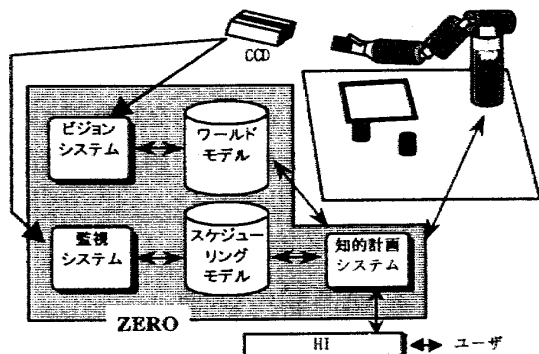 CCD
ビジョン
システム
ワールド
モデル
監視
システム
スケジュー
リング
モデル
知的計画
システム
ZERO
HI
ユーザ